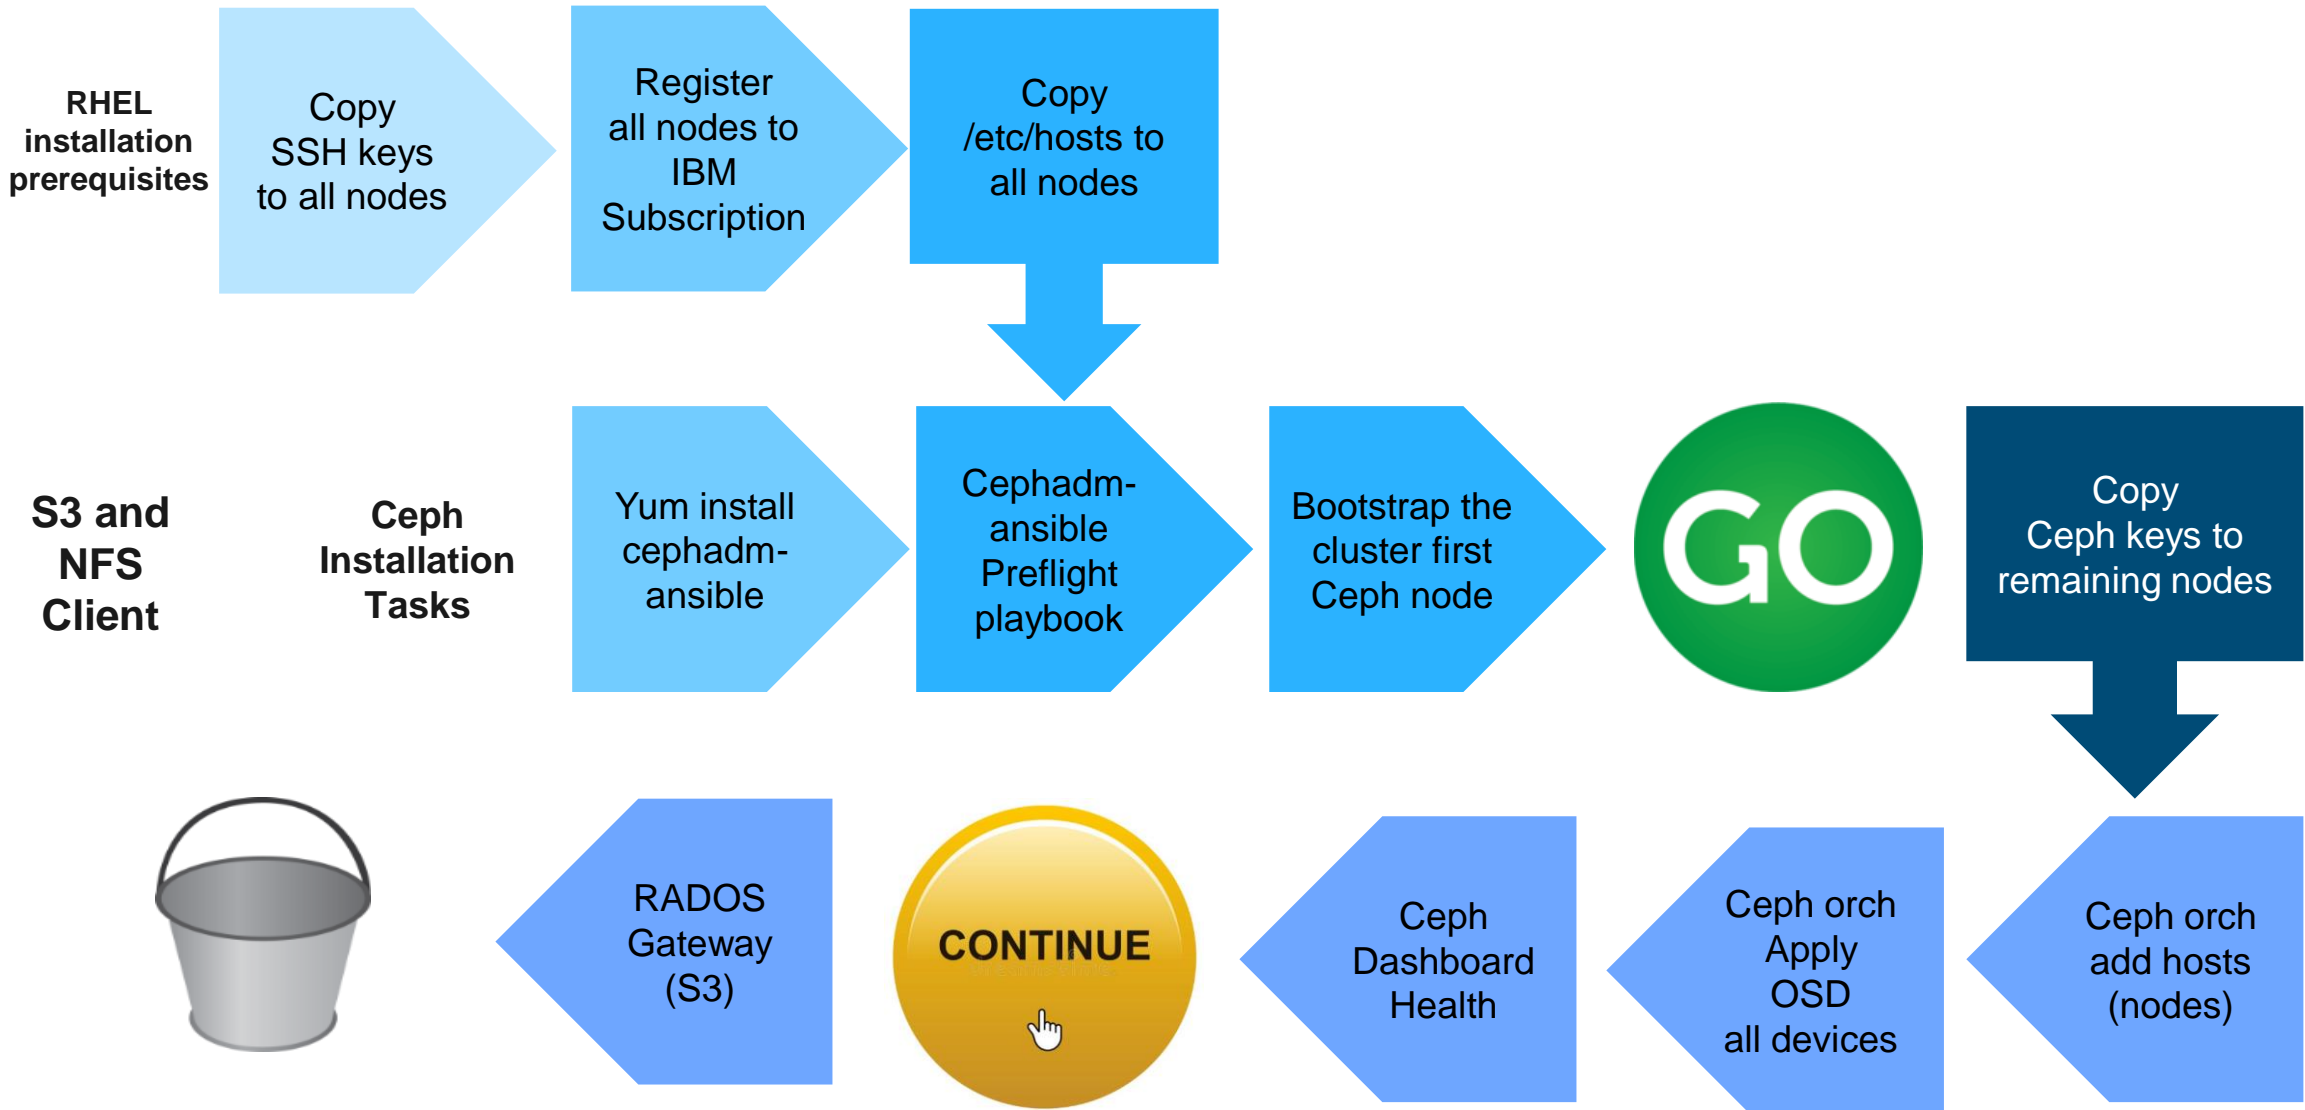 RHEL
installation
prerequisites
Copy
SSH keys
to all nodes
Register
all nodes to
IBM
Subscription
Copy
/etc/hosts to
all nodes
S3 and
NFS
Client
Ceph
Installation
Tasks
Yum install
cephadm-
ansible
Cephadm-
ansible
Preflight
playbook
Bootstrap the
cluster first
Ceph node
GO
Copy
Ceph keys to
remaining nodes
RADOS
Gateway
(S3)
CONTINUE
Ceph
Dashboard
Health
Ceph orch
Apply
OSD
all devices
Ceph orch
add hosts
(nodes)